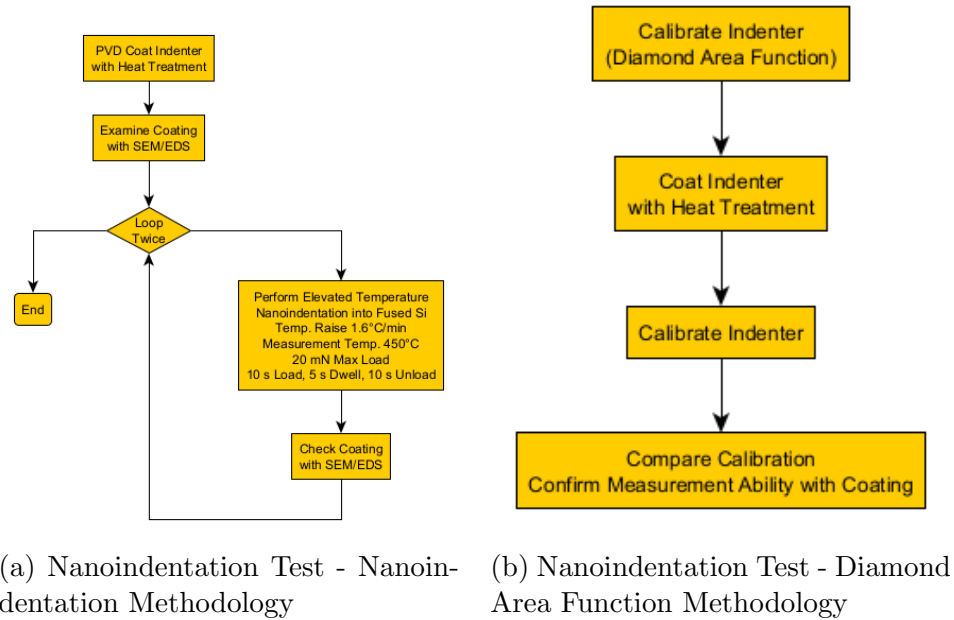 PVD Coat Indenter
with Heat Treatment
Examine Coating
with SEM/EDS
Loop
Twice
End
Perform Elevated Temperature
Nanoindentation into Fused Si
Temp. Raise 1.6°C/min
Measurement Temp. 450°C
20 mN Max Load
10 s Load, 5 s Dwell, 10 s Unload
Check Coating
with SEM/EDS
(a) Nanoindentation Test - Nanoin-
dentation Methodology
Calibrate Indenter
(Diamond Area Function)
Coat Indenter
with Heat Treatment
Calibrate Indenter
Compare Calibration
Confirm Measurement Ability with Coating
(b) Nanoindentation Test - Diamond
Area Function Methodology